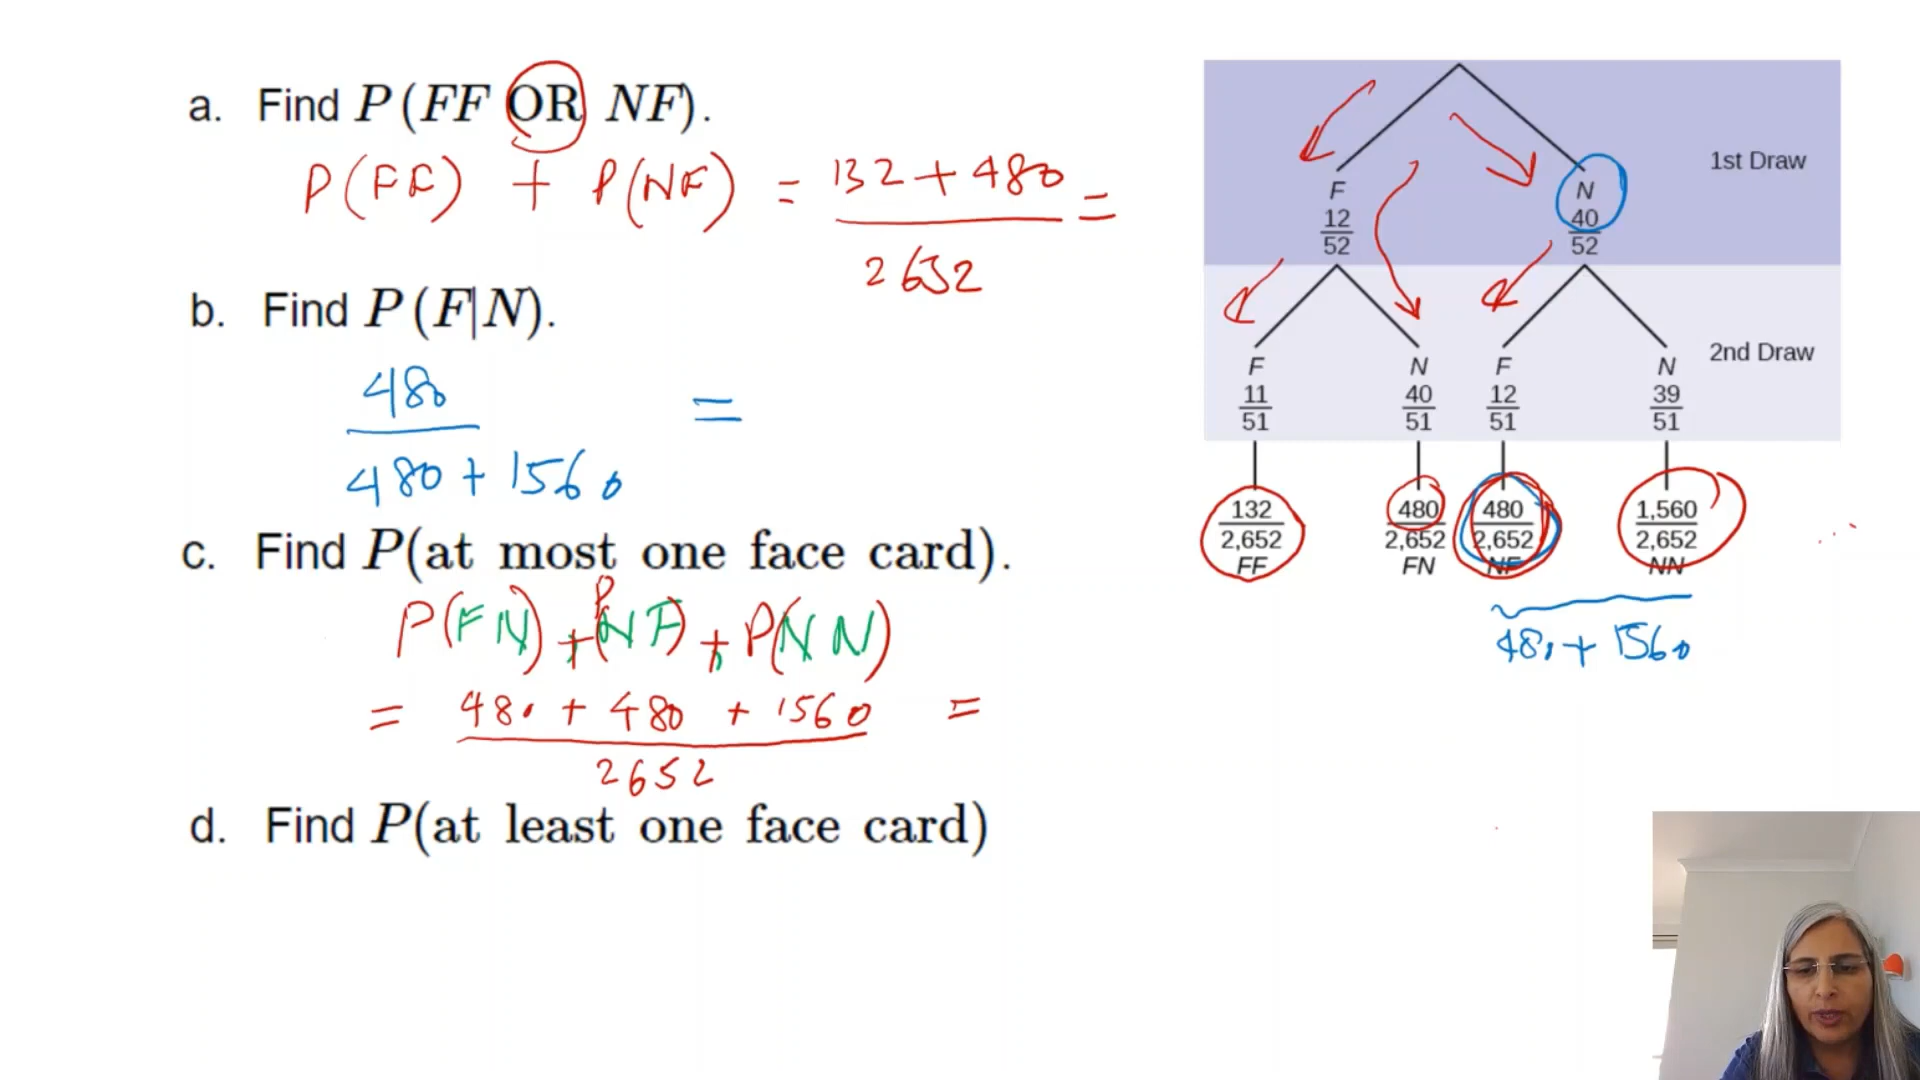 a. Find P(FF OR NF).
P(FF) + P(NF) = 132 + 480 =
2652
b. Find P(F|N).
480 =
480 + 1560
c. Find P(at most one face card).
P(FN) + P(NF) + P(NN)
= 480 + 480 + 1560 =
2652
d. Find P(at least one face card)
1st Draw
F N
12 40
52 52
2nd Draw
F N F N
11 40 12 39
51 51 51 51
132 480 480 1,560
2,652 2,652 2,652 2,652
FF FN NF NN
480 + 1560